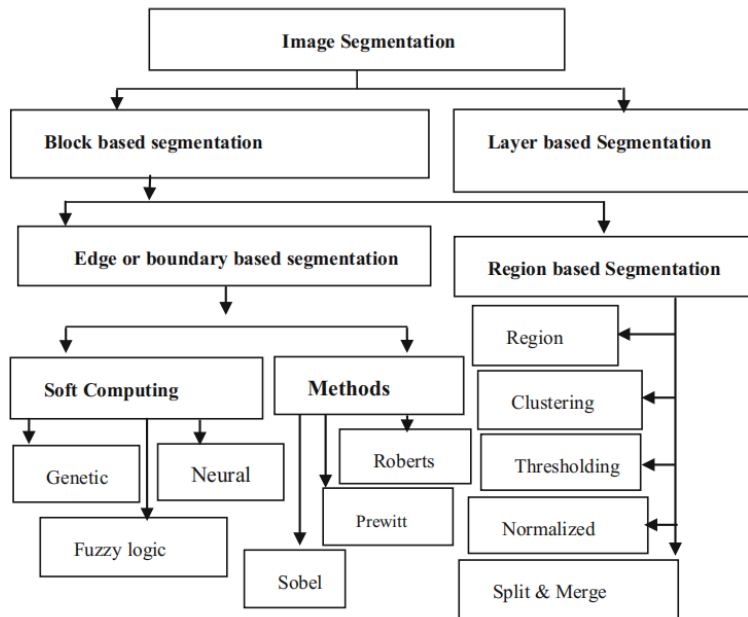 Image Segmentation
Block based segmentation
Layer based Segmentation
Edge or boundary based segmentation
Region based Segmentation
Region
Soft Computing
Methods
Clustering
Genetic
Neural
Roberts
Thresholding
Prewitt
Normalized
Fuzzy logic
Sobel
Split & Merge